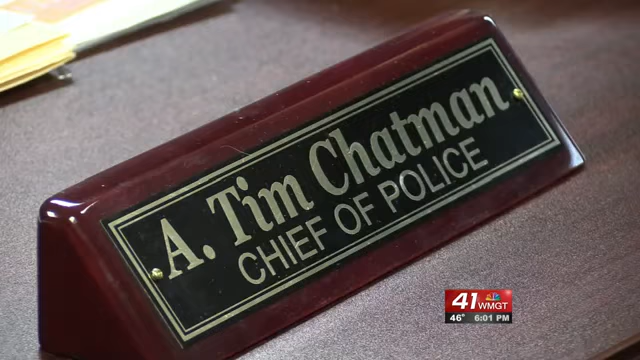 A. Tim Chatman
CHIEF OF POLICE
41
WMGT
46° 6:01 PM